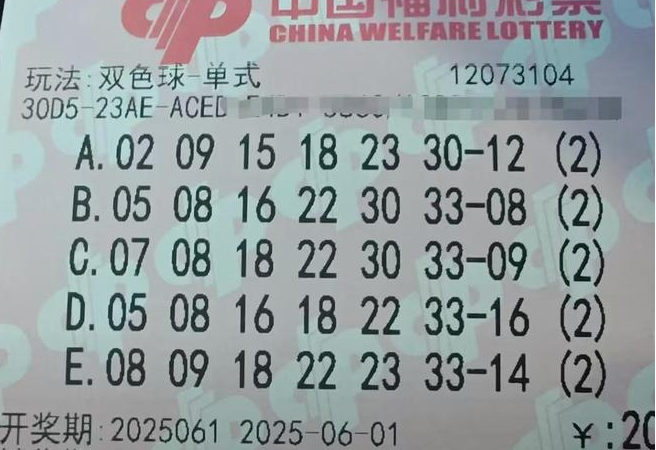 中国福利彩票
CHINA WELFARE LOTTERY
玩法:双色球-单式 12073104
30D5-23AE-ACED
A.02 09 15 18 23 30-12 (2)
B.05 08 16 22 30 33-08 (2)
C.07 08 18 22 30 33-09 (2)
D.05 08 16 18 22 33-16 (2)
E.08 09 18 22 23 33-14 (2)
开奖期:2025061 2025-06-01 ¥:20